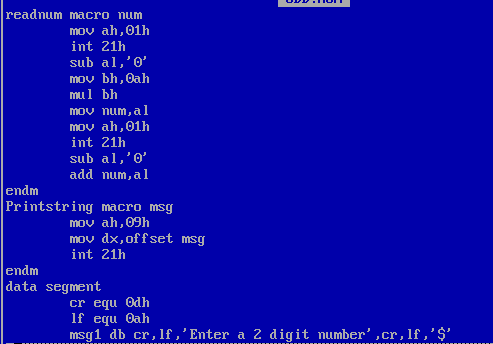 readnum macro num
mov ah,01h
int 21h
sub al,'0'
mov bh,0ah
mul bh
mov num,al
mov ah,01h
int 21h
sub al,'0'
add num,al
endm
Printstring macro msg
mov ah,09h
mov dx,offset msg
int 21h
endm
data segment
cr equ 0dh
lf equ 0ah
msg1 db cr,lf,'Enter a 2 digit number',cr,lf,'$'